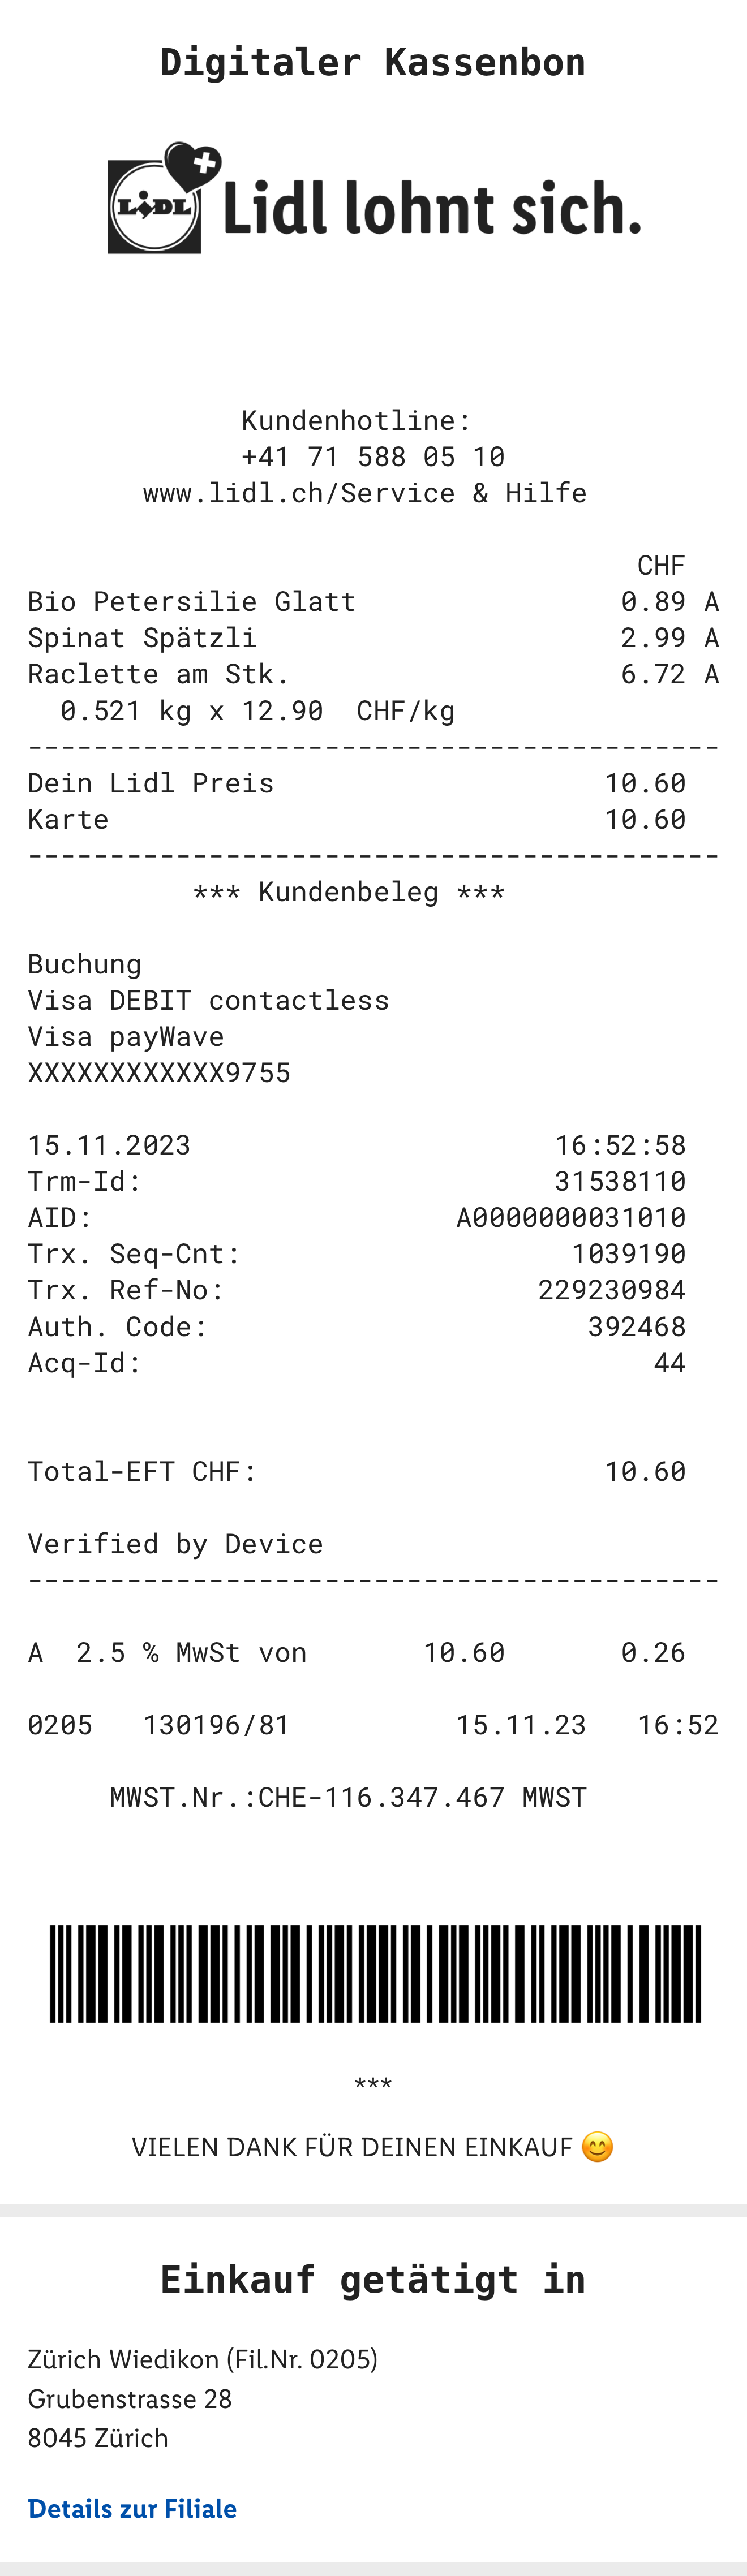 Digitaler Kassenbon
LIDL Lidl lohnt sich.
Kundenhotline:
+41 71 588 05 10
www.lidl.ch/Service & Hilfe
CHF
Bio Petersilie Glatt 0.89 A
Spinat Spätzli 2.99 A
Raclette am Stk. 6.72 A
0.521 kg x 12.90 CHF/kg
------------------------------------------
Dein Lidl Preis 10.60
Karte 10.60
------------------------------------------
*** Kundenbeleg ***
Buchung
Visa DEBIT contactless
Visa payWave
XXXXXXXXXXXX9755
15.11.2023 16:52:58
Trm-Id: 31538110
AID: A0000000031010
Trx. Seq-Cnt: 1039190
Trx. Ref-No: 229230984
Auth. Code: 392468
Acq-Id: 44
Total-EFT CHF: 10.60
Verified by Device
------------------------------------------
A 2.5 % MwSt von 10.60 0.26
0205 130196/81 15.11.23 16:52
MWST.Nr.:CHE-116.347.467 MWST
***
VIELEN DANK FÜR DEINEN EINKAUF 😊
Einkauf getätigt in
Zürich Wiedikon (Fil.Nr. 0205)
Grubenstrasse 28
8045 Zürich
Details zur Filiale